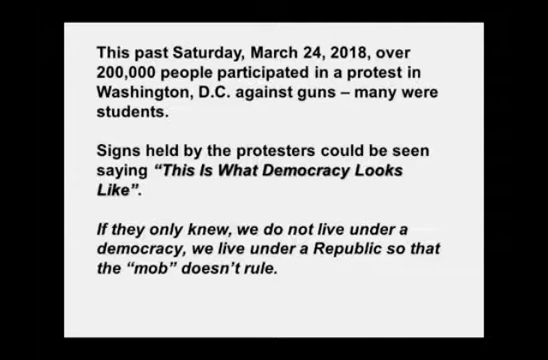 This past Saturday, March 24, 2018, over
200,000 people participated in a protest in
Washington, D.C. against guns – many were
students.
Signs held by the protesters could be seen
saying “This Is What Democracy Looks
Like”.
If they only knew, we do not live under a
democracy, we live under a Republic so that
the “mob” doesn’t rule.